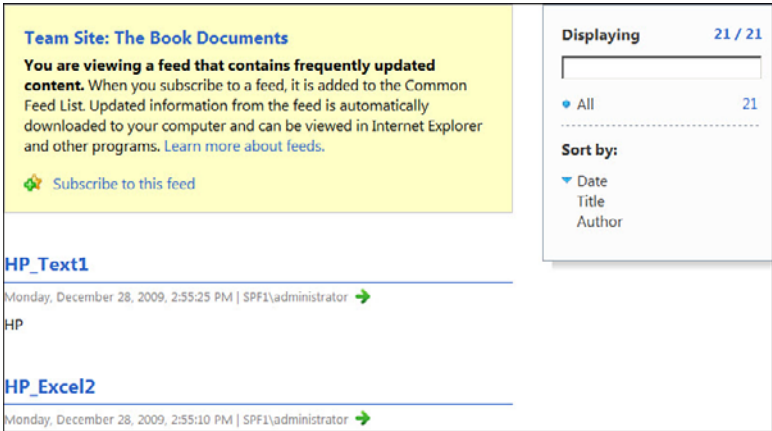 Team Site: The Book Documents
You are viewing a feed that contains frequently updated
content. When you subscribe to a feed, it is added to the Common
Feed List. Updated information from the feed is automatically
downloaded to your computer and can be viewed in Internet Explorer
and other programs. Learn more about feeds.
Subscribe to this feed
Displaying 21 / 21
All 21
Sort by:
Date
Title
Author
HP_Text1
Monday, December 28, 2009, 2:55:25 PM | SPF1\administrator
HP
HP_Excel2
Monday, December 28, 2009, 2:55:10 PM | SPF1\administrator